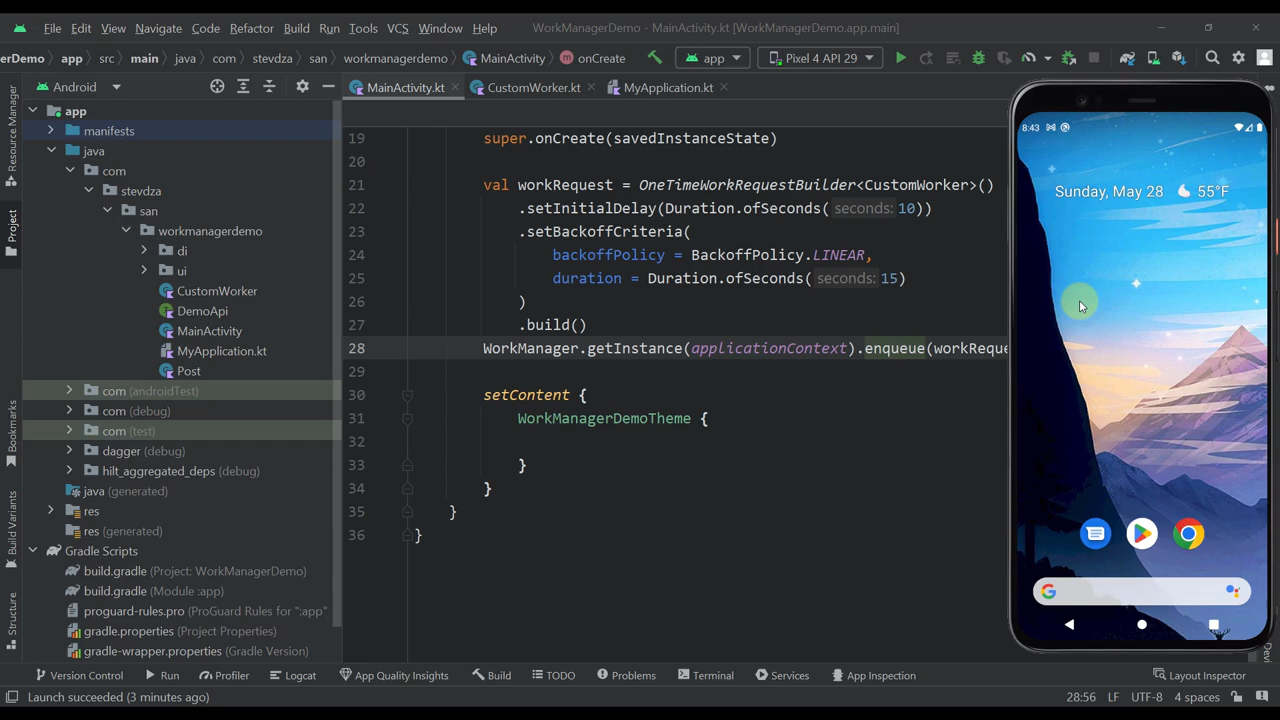 File Edit View Navigate Code Refactor Build Run Tools VCS Window Help WorkManagerDemo - MainActivity.kt [WorkManagerDemo.app.main]
erDemo app src main java com stevdza san workmanagerdemo MainActivity onCreate app Pixel 4 API 29
Android MainActivity.kt CustomWorker.kt MyApplication.kt
Resource Manager
Project
Bookmarks
Build Variants
Structure
app
manifests
java
com
stevdza
san
workmanagerdemo
di
ui
CustomWorker
DemoApi
MainActivity
MyApplication.kt
Post
com (androidTest)
com (debug)
com (test)
dagger (debug)
hilt_aggregated_deps (debug)
java (generated)
res
res (generated)
Gradle Scripts
build.gradle (Project: WorkManagerDemo)
build.gradle (Module :app)
proguard-rules.pro (ProGuard Rules for ":app"
gradle.properties (Project Properties)
gradle-wrapper.properties (Gradle Version)
19 super.onCreate(savedInstanceState)
20
21 val workRequest = OneTimeWorkRequestBuilder<CustomWorker>()
22 .setInitialDelay(Duration.ofSeconds( seconds: 10))
23 .setBackoffCriteria(
24 backoffPolicy = BackoffPolicy.LINEAR,
25 duration = Duration.ofSeconds( seconds: 15)
26 )
27 .build()
28 WorkManager.getInstance(applicationContext).enqueue(workReque
29
30 setContent {
31 WorkManagerDemoTheme {
32
33 }
34 }
35 }
36 }
8:43
Sunday, May 28 55°F
G
Version Control Run Profiler Logcat App Quality Insights Build TODO Problems Terminal Services App Inspection Layout Inspector
Launch succeeded (3 minutes ago) 28:56 LF UTF-8 4 spaces